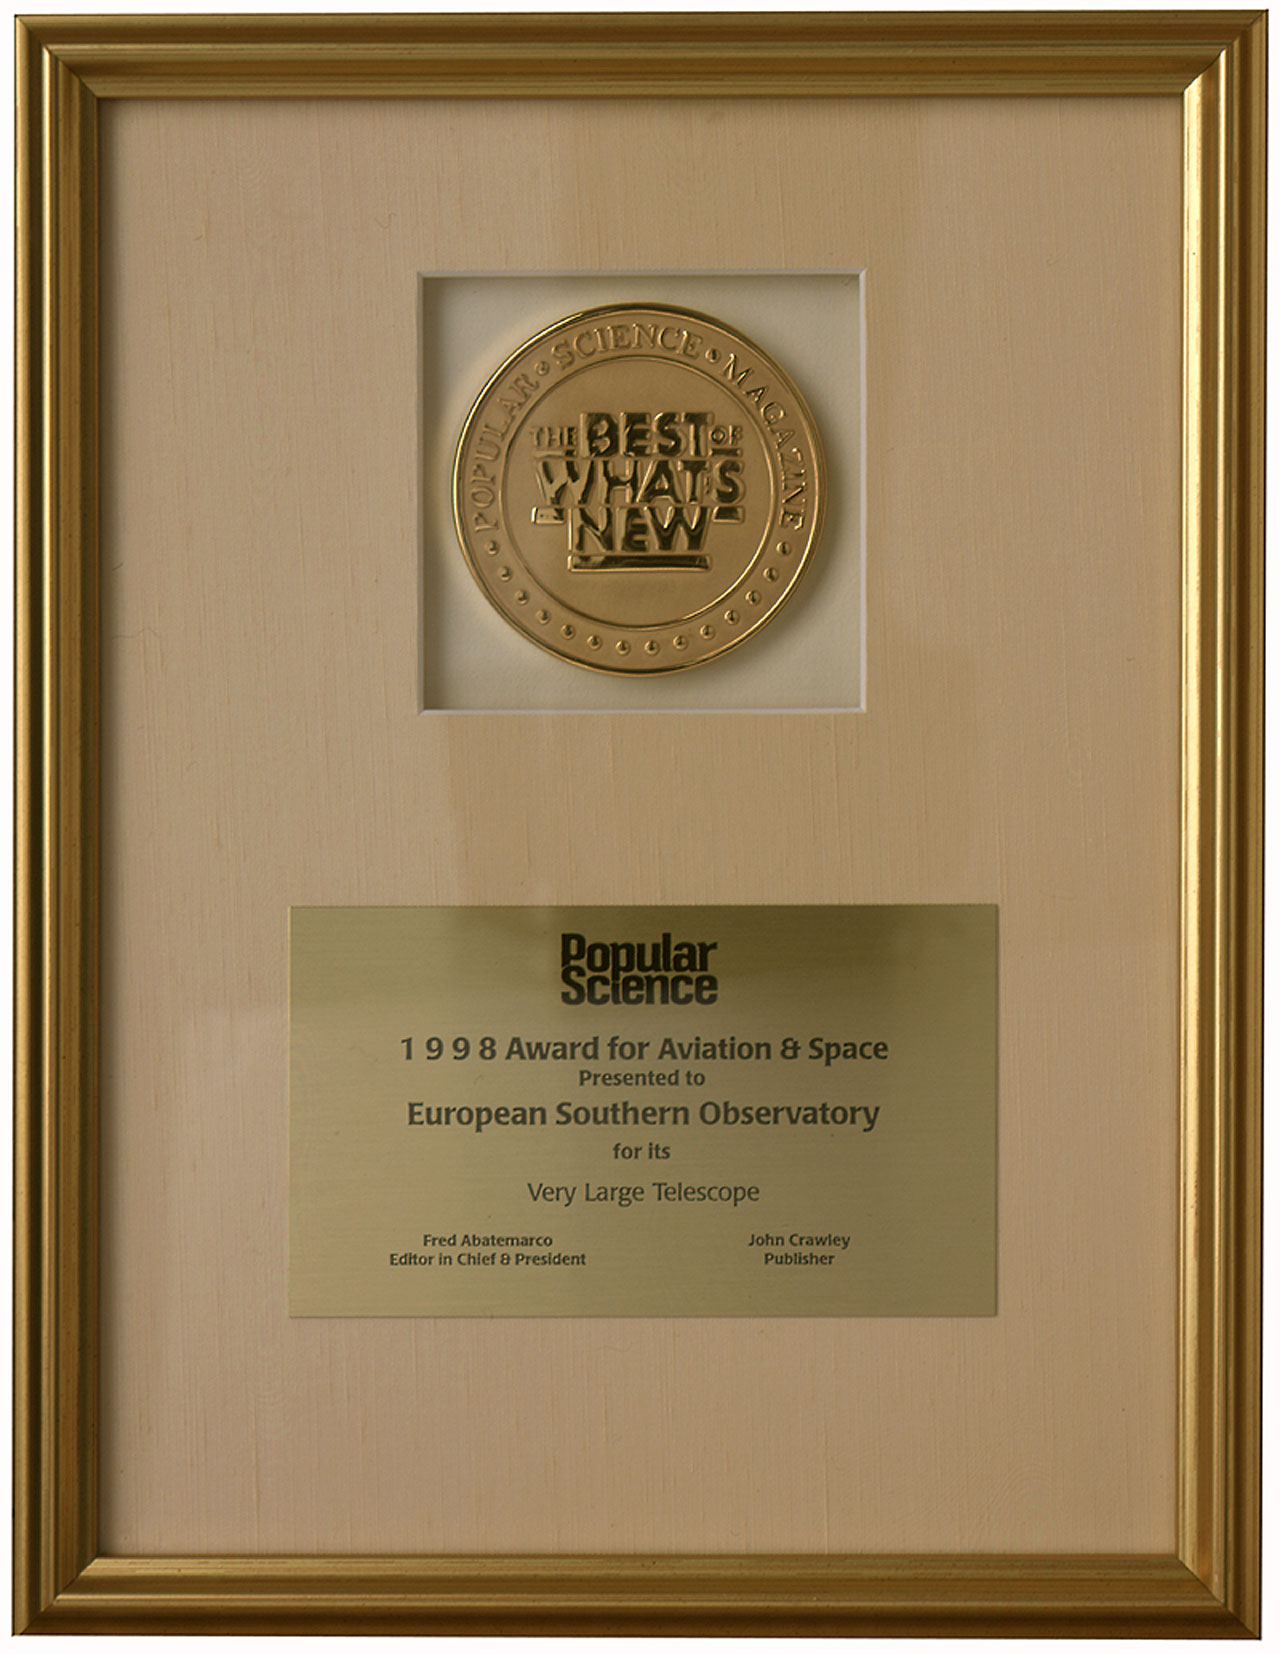 POPULAR • SCIENCE • MAGAZINE
THE BEST OF
WHAT'S
NEW
Popular
Science
1998 Award for Aviation & Space
Presented to
European Southern Observatory
for its
Very Large Telescope
Fred Abatemarco
Editor in Chief & President
John Crawley
Publisher